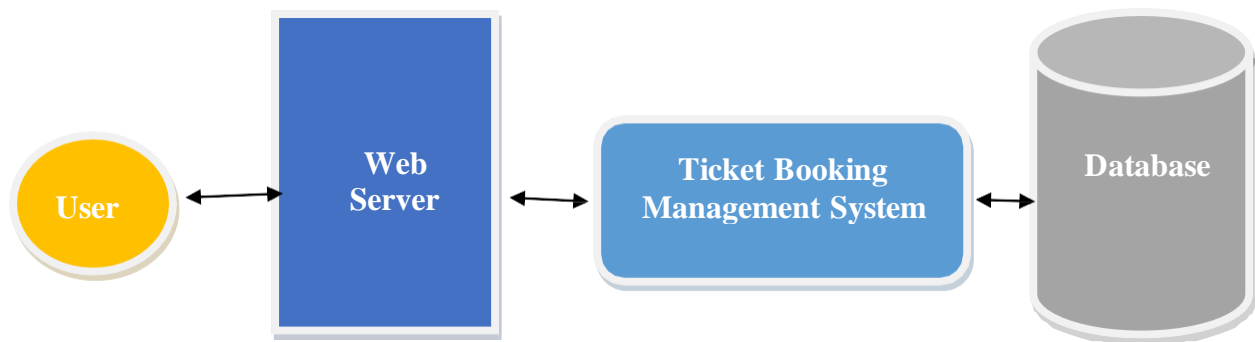 User
Web
Server
Ticket Booking
Management System
Database